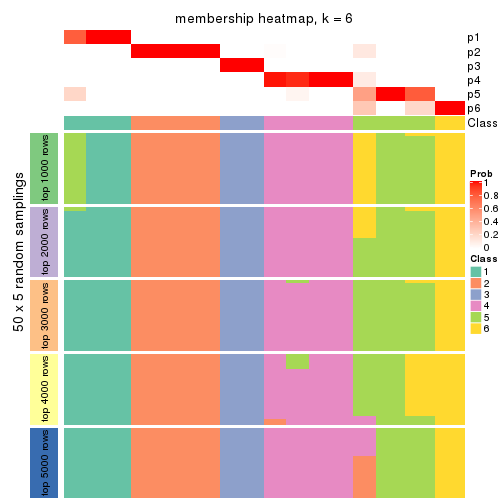 membership heatmap, k = 6
p1
p2
p3
p4
p5
p6
Class
50 x 5 random samplings
top 1000 rows
top 2000 rows
top 3000 rows
top 4000 rows
top 5000 rows
Prob
1
0.8
0.6
0.4
0.2
0
Class
1
2
3
4
5
6